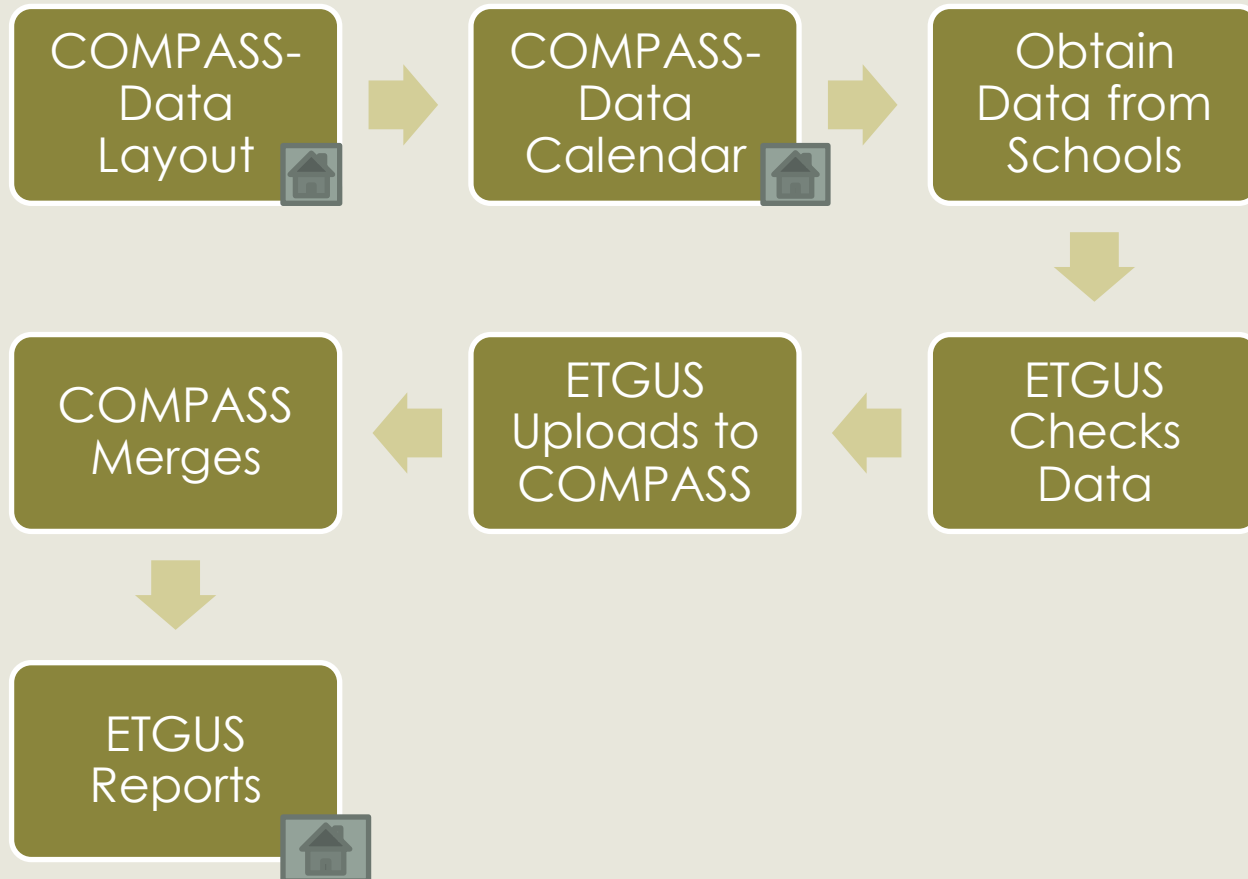 COMPASS-
Data
Layout
COMPASS-
Data
Calendar
Obtain
Data from
Schools
ETGUS
Checks
Data
ETGUS
Uploads to
COMPASS
COMPASS
Merges
ETGUS
Reports